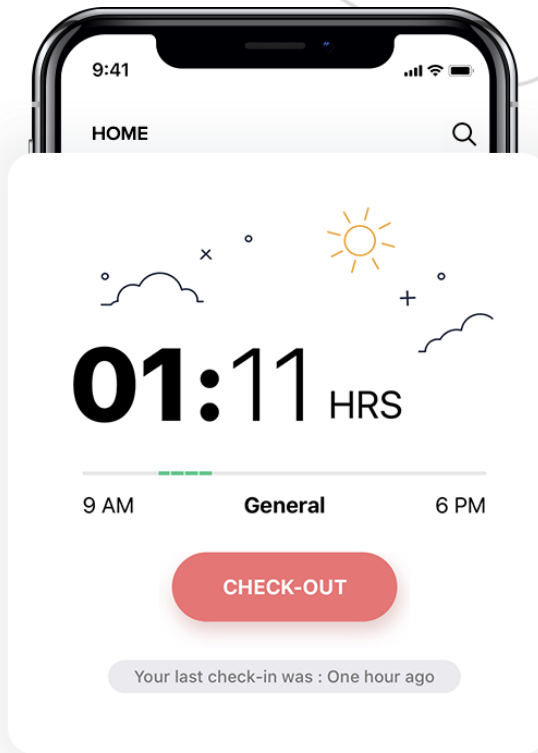 9:41
HOME
01:11 HRS
9 AM General 6 PM
CHECK-OUT
Your last check-in was : One hour ago